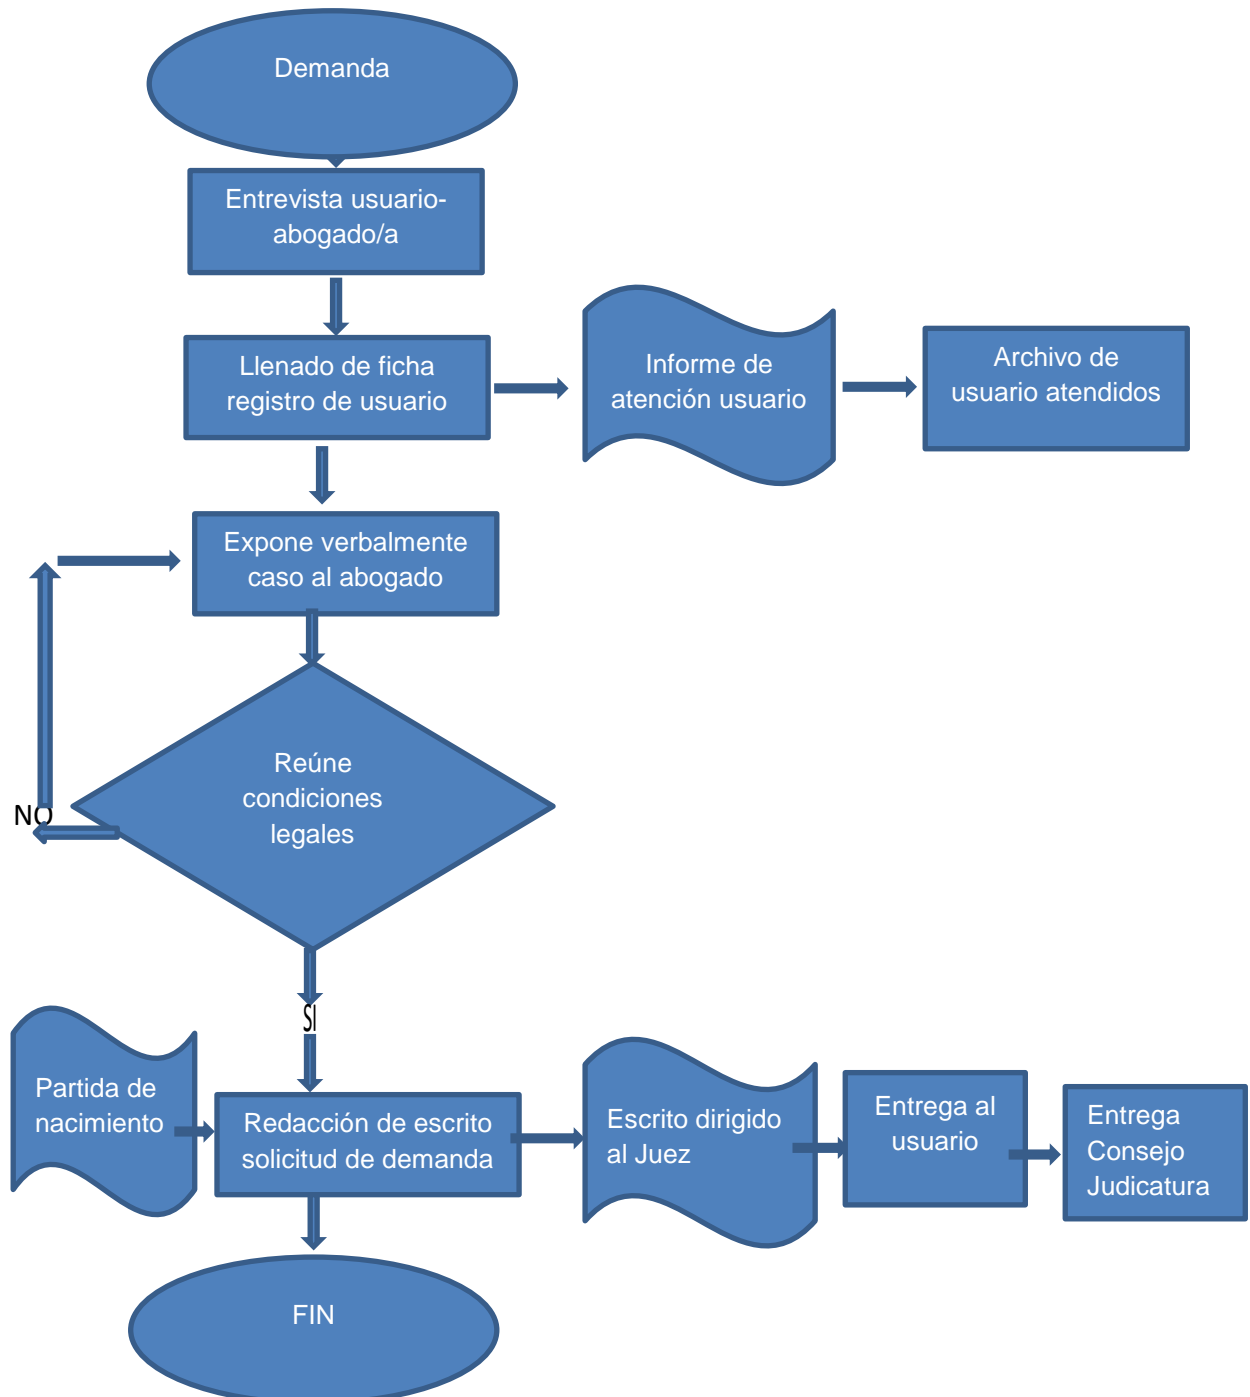 Demanda
Entrevista usuario-
abogado/a
Llenado de ficha
registro de usuario
Informe de
atención usuario
Archivo de
usuario atendidos
Expone verbalmente
caso al abogado
Reúne
condiciones
legales
NO
SI
Partida de
nacimiento
Redacción de escrito
solicitud de demanda
Escrito dirigido
al Juez
Entrega al
usuario
Entrega
Consejo
Judicatura
FIN